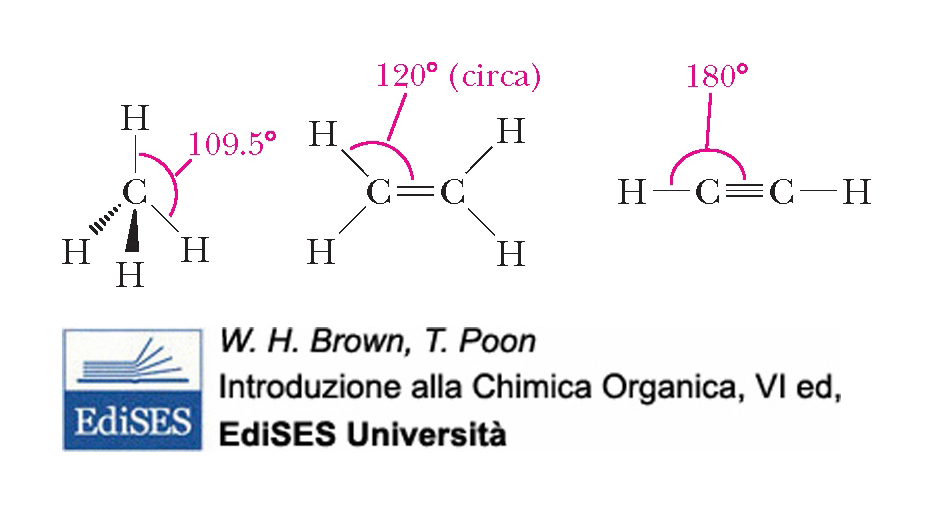 120° (circa)
180°
H
H
H
109.5°
C
H
H
H
C=C
H
H
H—C≡C—H
W. H. Brown, T. Poon
Introduzione alla Chimica Organica, VI ed,
EdiSES Università
EdiSES